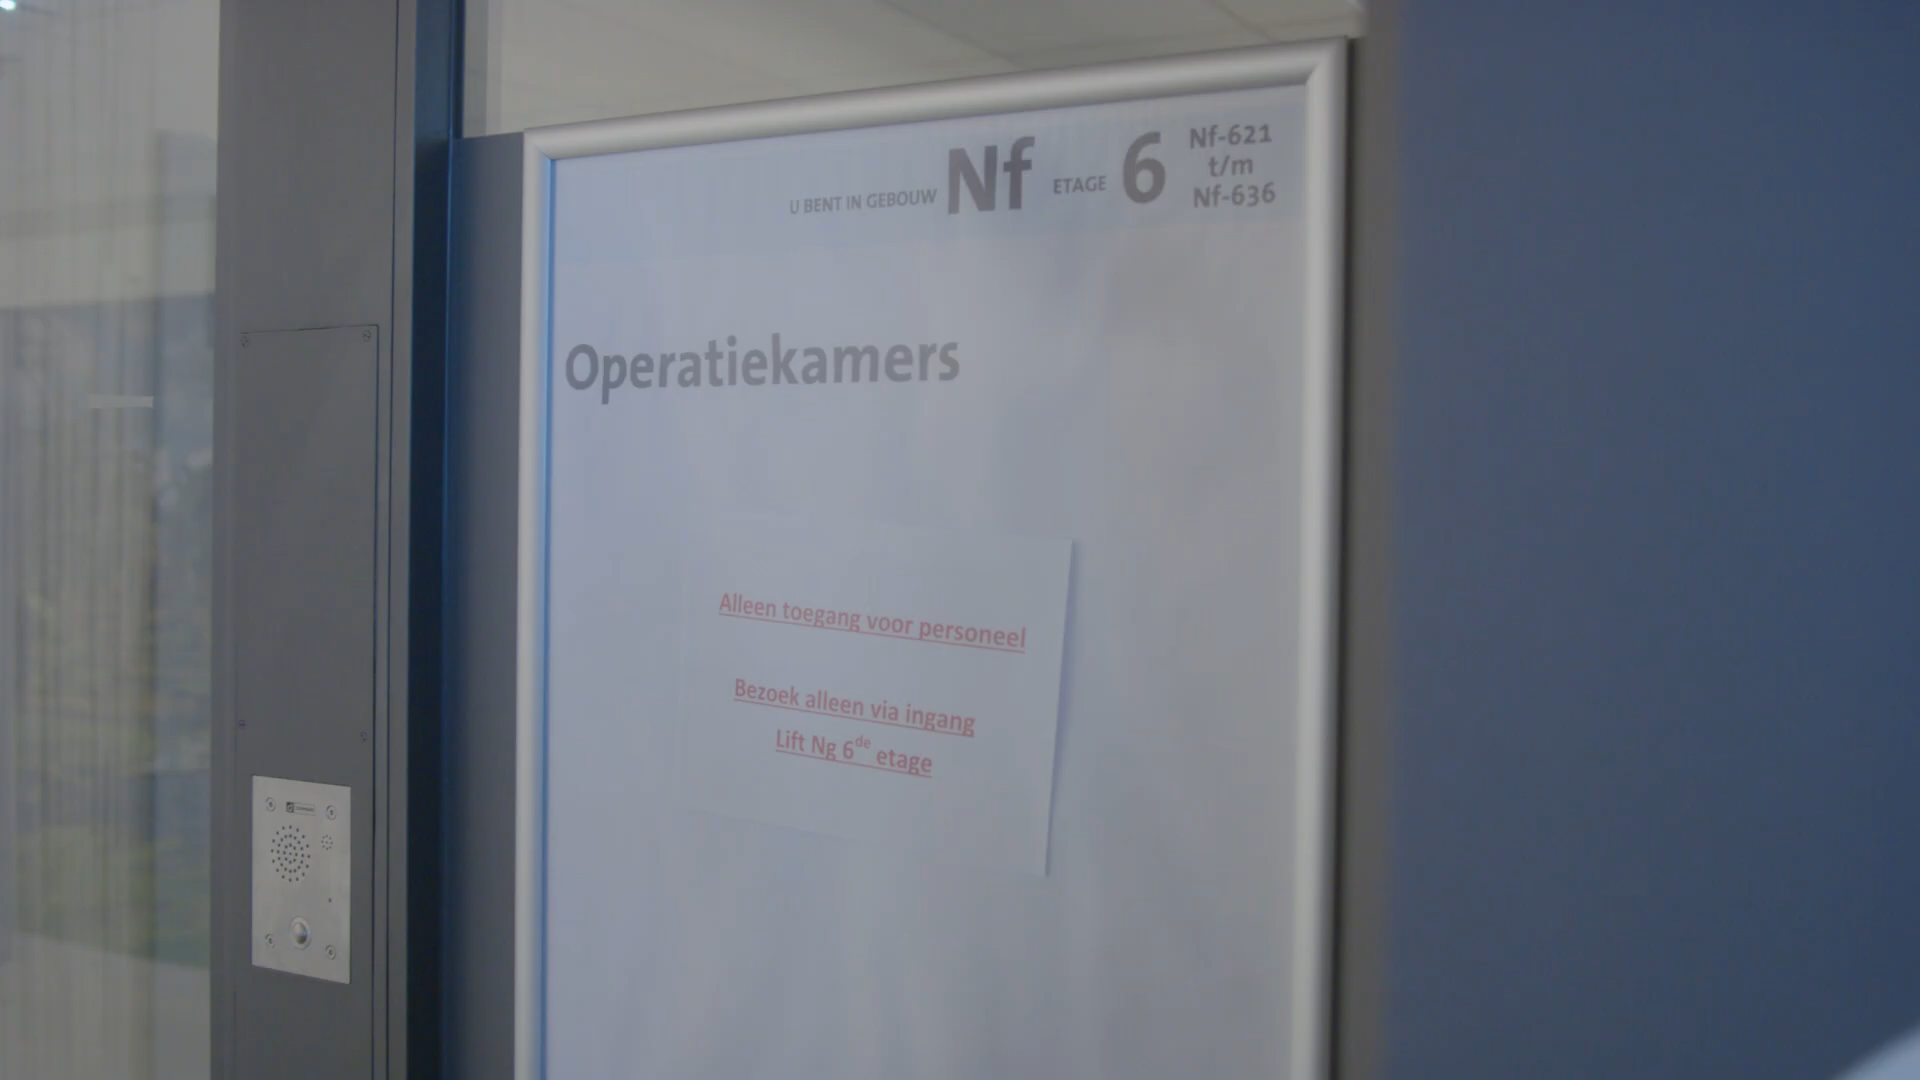 U BENT IN GEBOUW Nf ETAGE 6
Nf-621
t/m
Nf-636
Operatiekamers
Alleen toegang voor personeel
Bezoek alleen via ingang
Lift Ng 6de etage